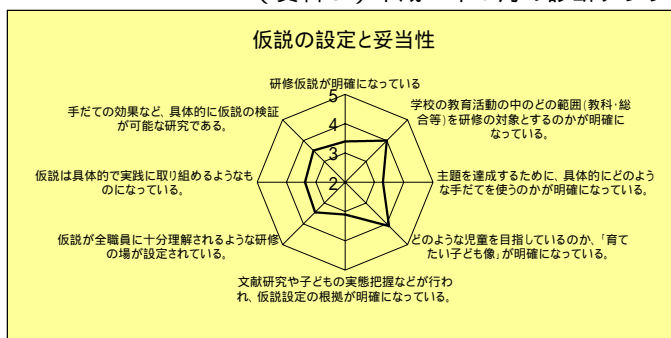 仮説の設定と妥当性
研修仮説が明確になっている
5
4
3
2
学校の教育活動の中のどの範囲(教科・総
合等)を研修の対象とするのかが明確に
なっている。
主題を達成するために、具体的にどのよう
な手だてを使うのかが明確になっている。
どのような児童を目指しているのか、「育て
たい子ども像」が明確になっている。
文献研究や子どもの実態把握などが行わ
れ、仮説設定の根拠が明確になっている。
仮説が全職員に十分理解されるような研修
の場が設定されている。
仮説は具体的で実践に取り組めるようなも
のになっている。
手だての効果など、具体的に仮説の検証
が可能な研究である。